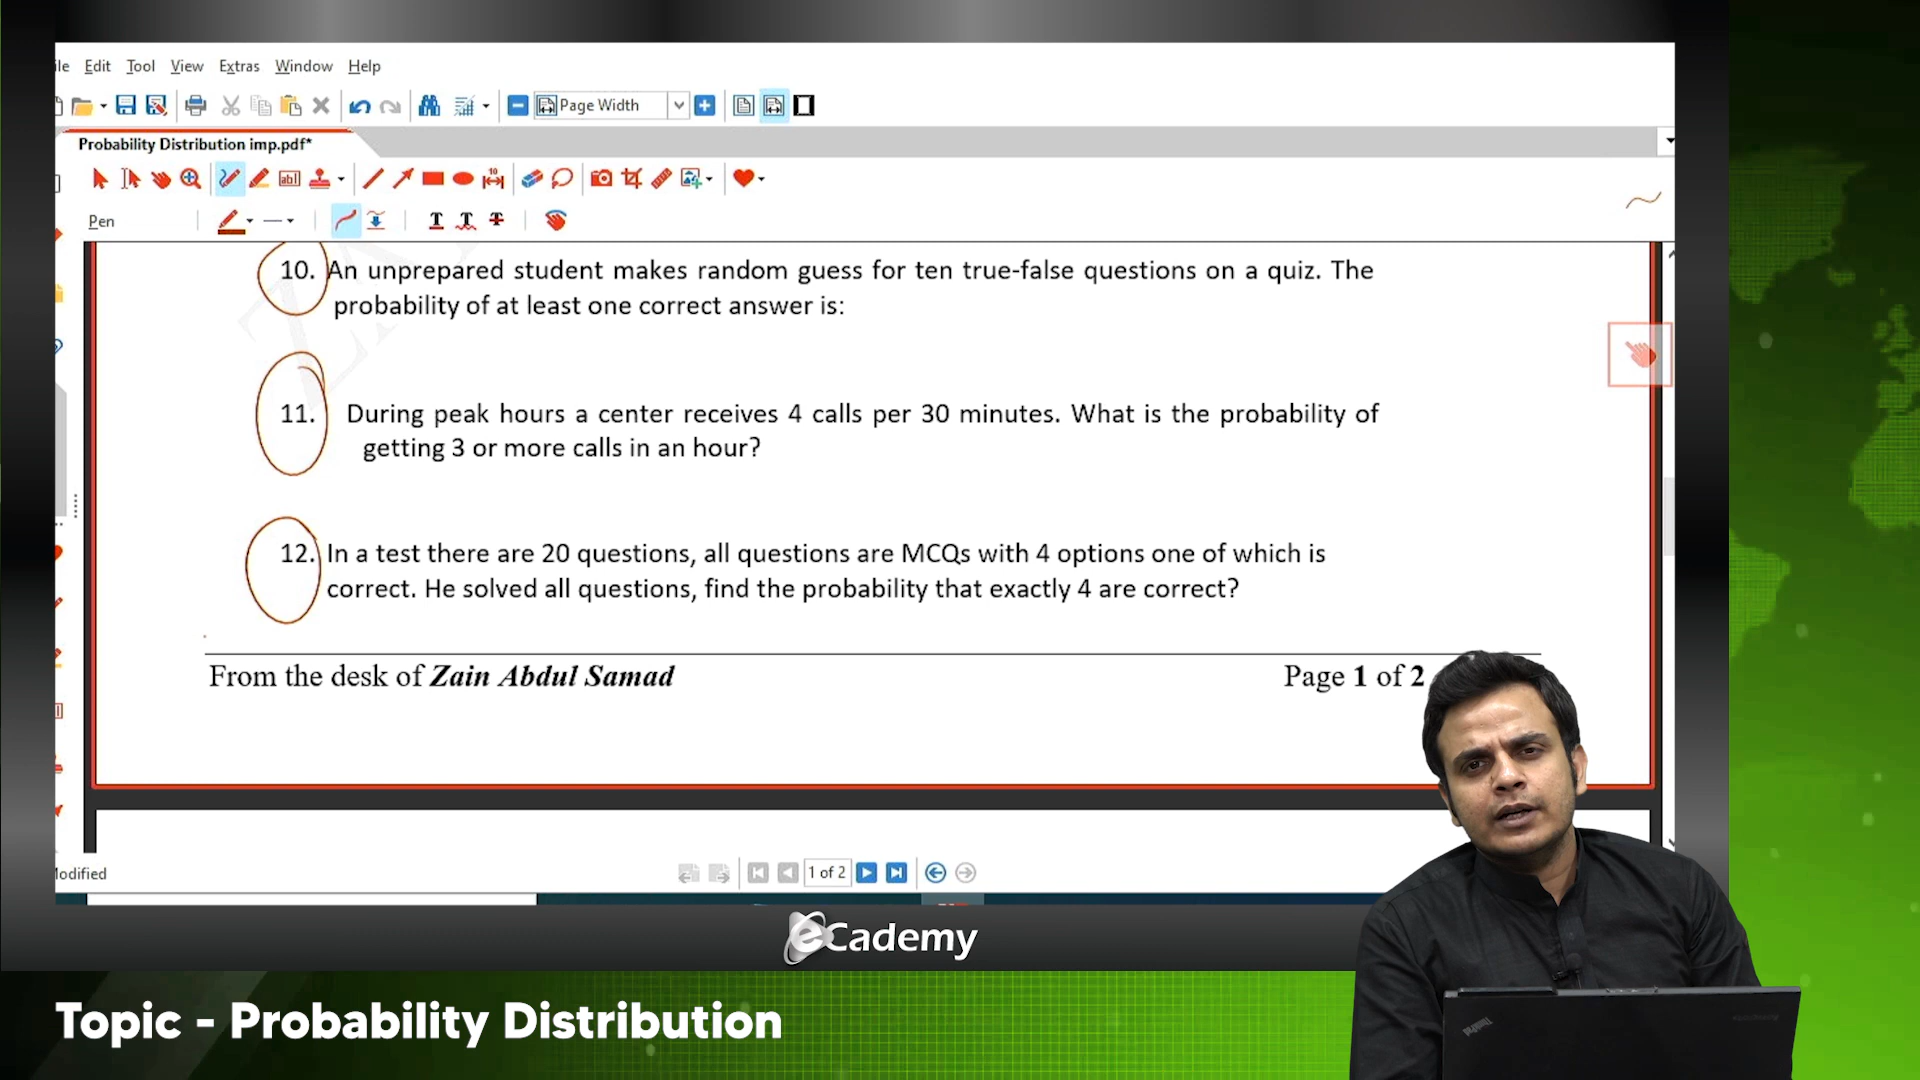 ile Edit Tool View Extras Window Help
Page Width
Probability Distribution imp.pdf*
Pen
10. An unprepared student makes random guess for ten true-false questions on a quiz. The
probability of at least one correct answer is:
11. During peak hours a center receives 4 calls per 30 minutes. What is the probability of
getting 3 or more calls in an hour?
12. In a test there are 20 questions, all questions are MCQs with 4 options one of which is
correct. He solved all questions, find the probability that exactly 4 are correct?
From the desk of Zain Abdul Samad
Page 1 of 2
odified
1 of 2
eCademy
Topic - Probability Distribution
ThinkPad